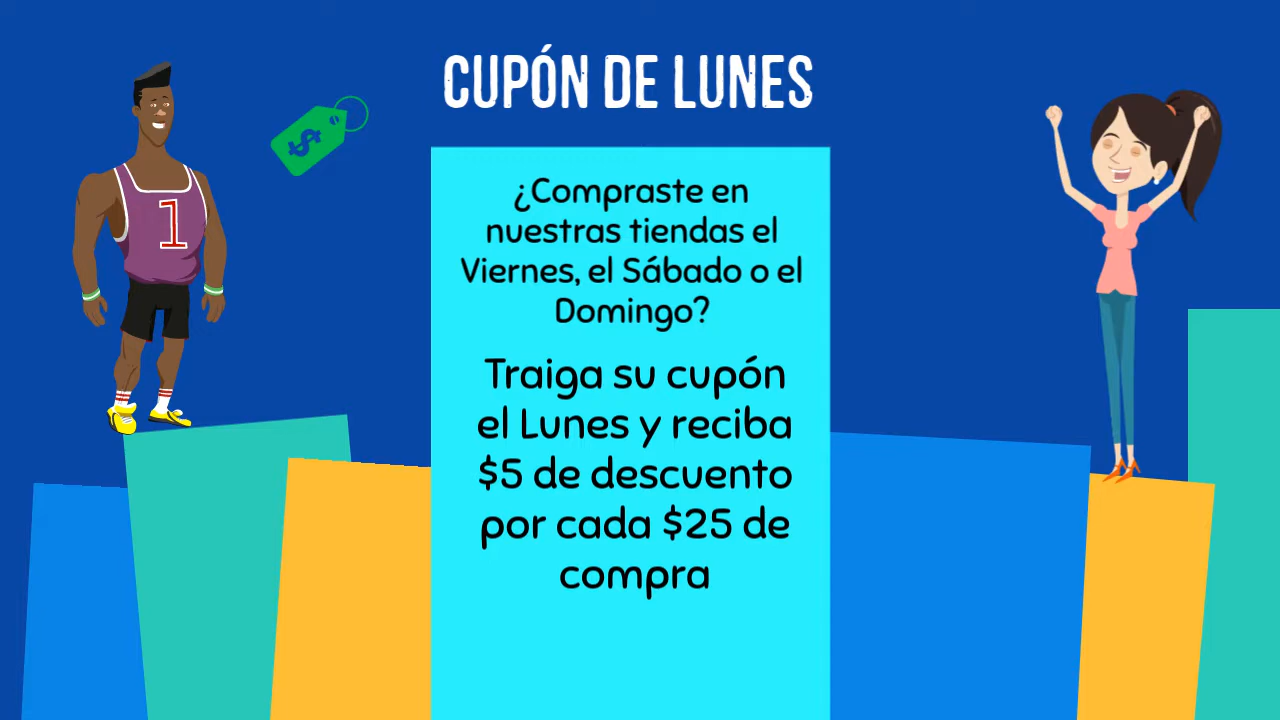 CUPÓN DE LUNES
$
1
¿Compraste en
nuestras tiendas el
Viernes, el Sábado o el
Domingo?
Traiga su cupón
el Lunes y reciba
$5 de descuento
por cada $25 de
compra